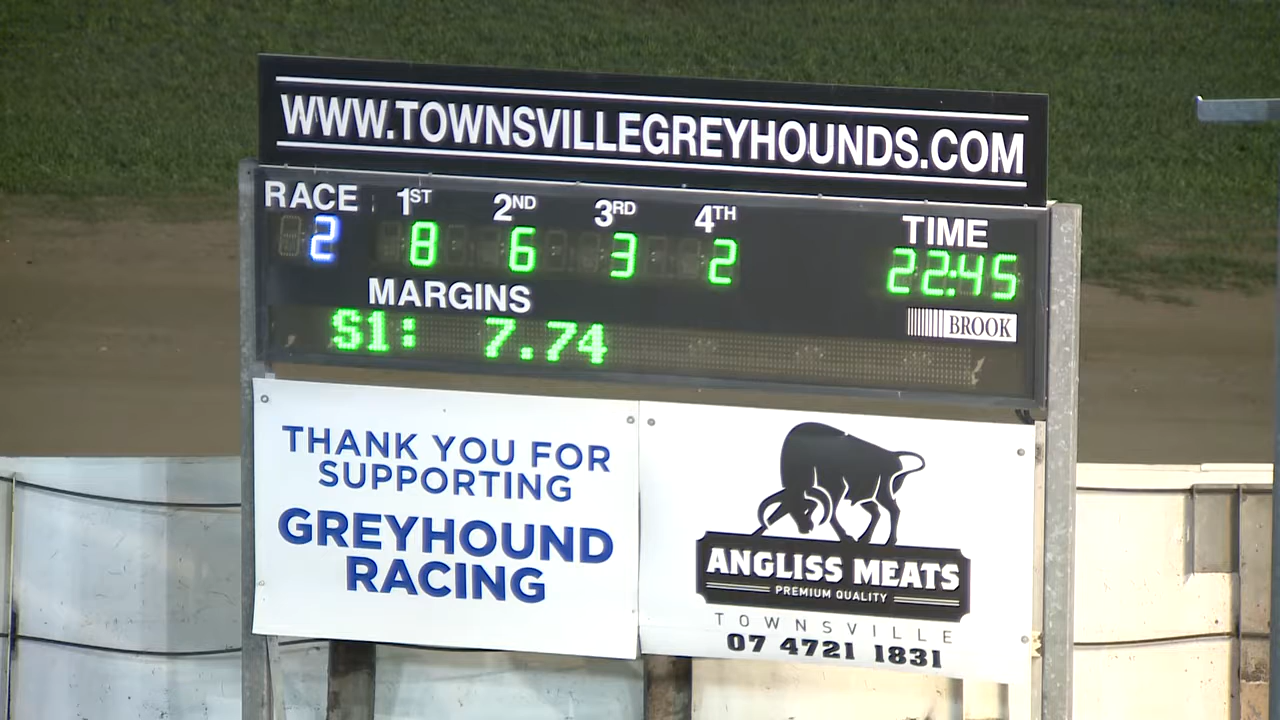 WWW.TOWNSVILLEGREYHOUNDS.COM
RACE 1ST 2ND 3RD 4TH TIME
2 8 6 3 2 22:45
MARGINS
BROOK
S1: 7.74
THANK YOU FOR
SUPPORTING
GREYHOUND
RACING
ANGLISS MEATS
PREMIUM QUALITY
TOWNSVILLE
07 4721 1831